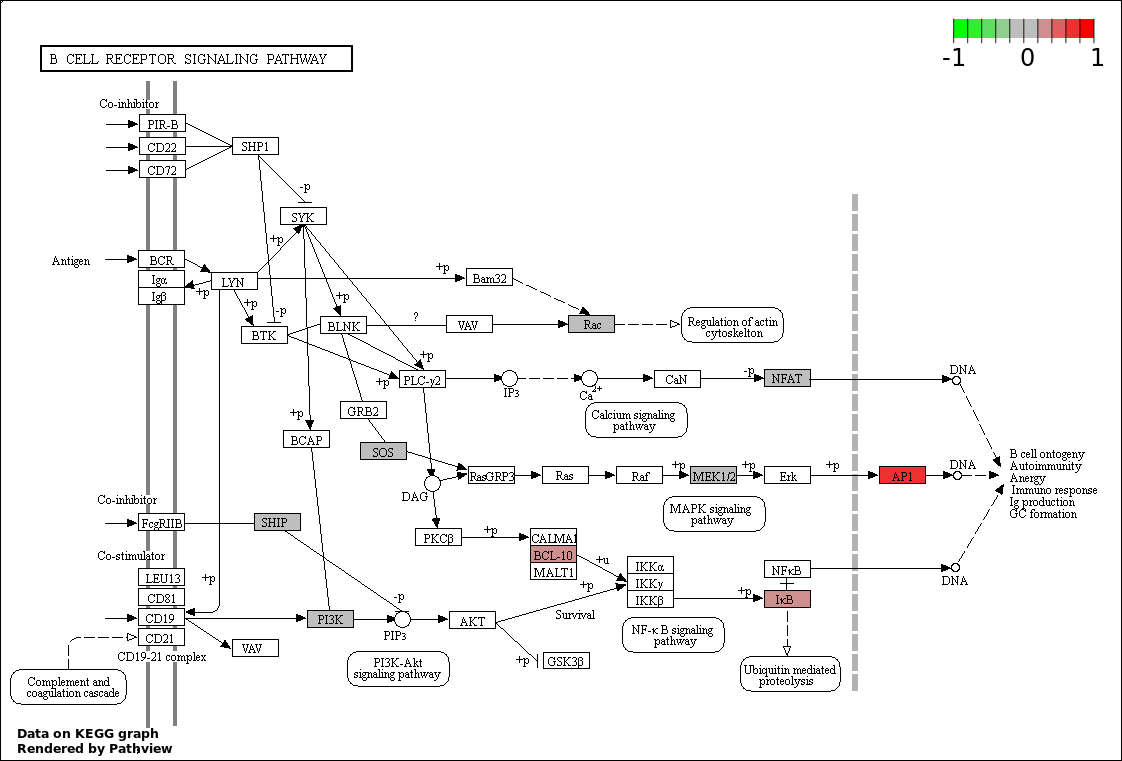 -1 0 1
B CELL RECEPTOR SIGNALING PATHWAY
Co-inhibitor
PIR-B
CD22
CD72
SHP1
-p
SYK
+p
Antigen
BCR
Igα
Igβ
+p
LYN
+p
Bam32
+p
-p
BTK
+p
BLNK
?
VAV
Rac
Regulation of actin
cytoskelton
+p
+p
PLC-γ2
IP3
Ca2+
CaN
-p
NFAT
DNA
Calcium signaling
pathway
GRB2
+p
BCAP
SOS
DAG
RasGRP3
Ras
Raf
+p
MEK1/2
+p
Erk
+p
AP1
DNA
MAPK signaling
pathway
B cell ontogeny
Autoimmunity
Anergy
Immuno response
Ig production
GC formation
Co-inhibitor
FcgRIIB
SHIP
PKCβ
+p
CALMA1
BCL-10
MALT1
+u
+p
IKKα
IKKγ
IKKβ
+p
NFκB
IκB
DNA
Co-stimulator
LEU13
CD81
CD19
CD21
+p
CD19-21 complex
VAV
PI3K
-p
PIP3
AKT
Survival
+p
GSK3β
PI3K-Akt
signaling pathway
NF-κ B signaling
pathway
Ubiquitin mediated
proteolysis
Complement and
coagulation cascade
Data on KEGG graph
Rendered by Pathview